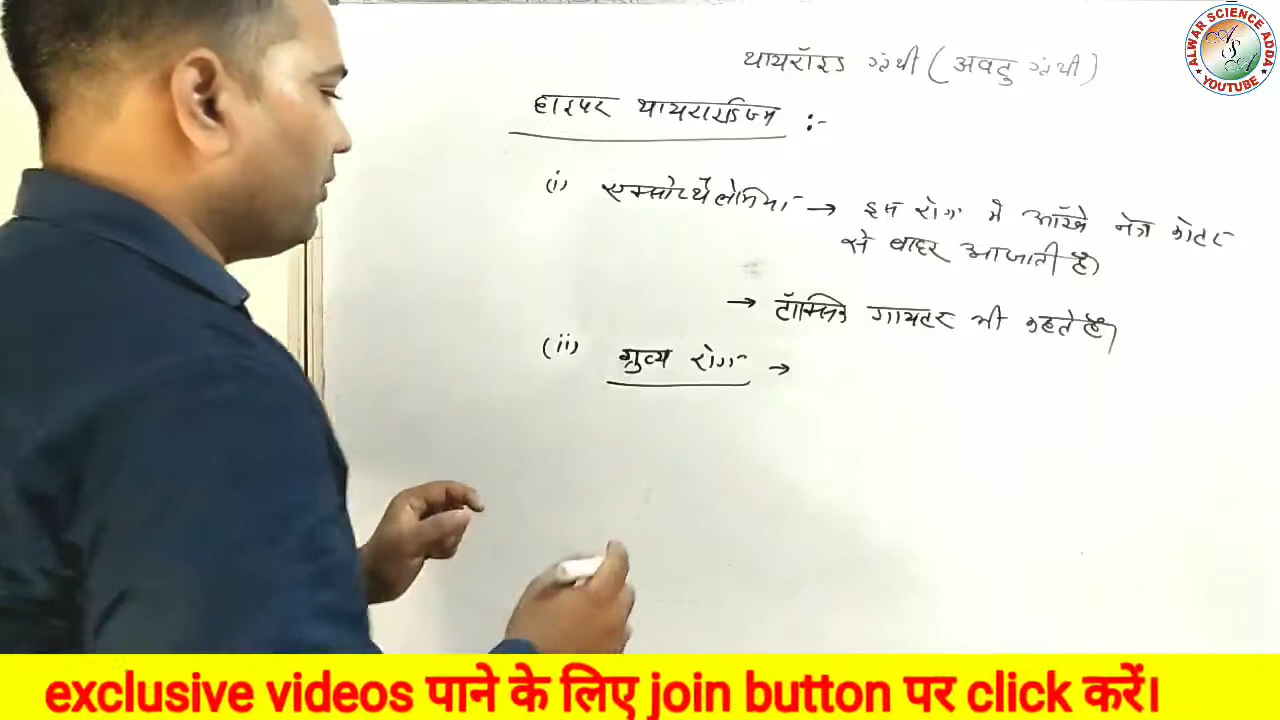 थायरॉइड ग्रंथी (अवटु ग्रंथी)
हाइपर थायराइडिज्म :-
(i) एक्सोप्थैलेमिया → इस रोग में आँखे नेत्र कोटर
से बाहर आजाती है।
→ टॉक्सिक गायटर भी कहते हैं।
(ii) ग्रुव्य रोग →
ALWAR SCIENCE ADDA
ASA
YOUTUBE
exclusive videos पाने के लिए join button पर click करें।